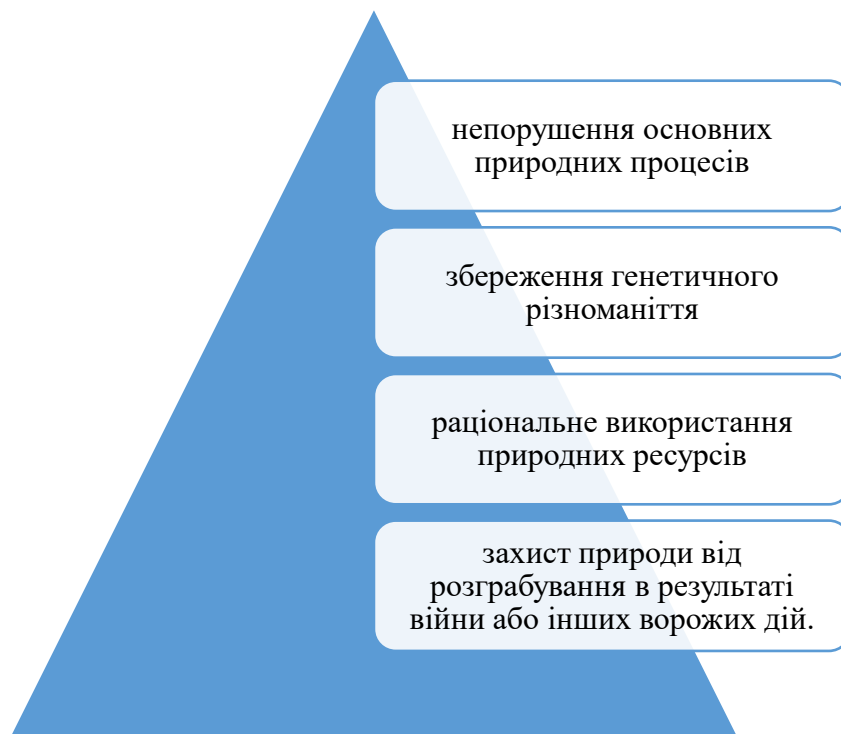 непорушення основних
природних процесів
збереження генетичного
різноманіття
раціональне використання
природних ресурсів
захист природи від
розграбування в результаті
війни або інших ворожих дій.